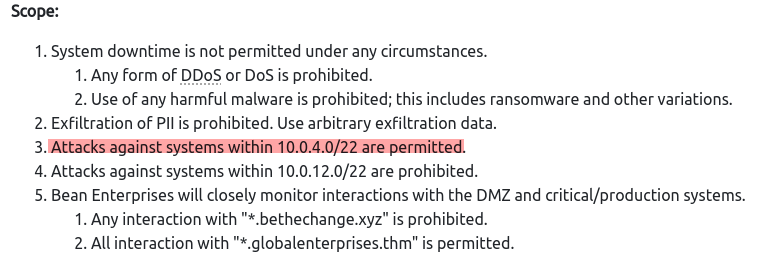 Scope:
1. System downtime is not permitted under any circumstances.
1. Any form of DDoS or DoS is prohibited.
2. Use of any harmful malware is prohibited; this includes ransomware and other variations.
2. Exfiltration of PII is prohibited. Use arbitrary exfiltration data.
3. Attacks against systems within 10.0.4.0/22 are permitted.
4. Attacks against systems within 10.0.12.0/22 are prohibited.
5. Bean Enterprises will closely monitor interactions with the DMZ and critical/production systems.
1. Any interaction with "*.bethechange.xyz" is prohibited.
2. All interaction with "*.globalenterprises.thm" is permitted.